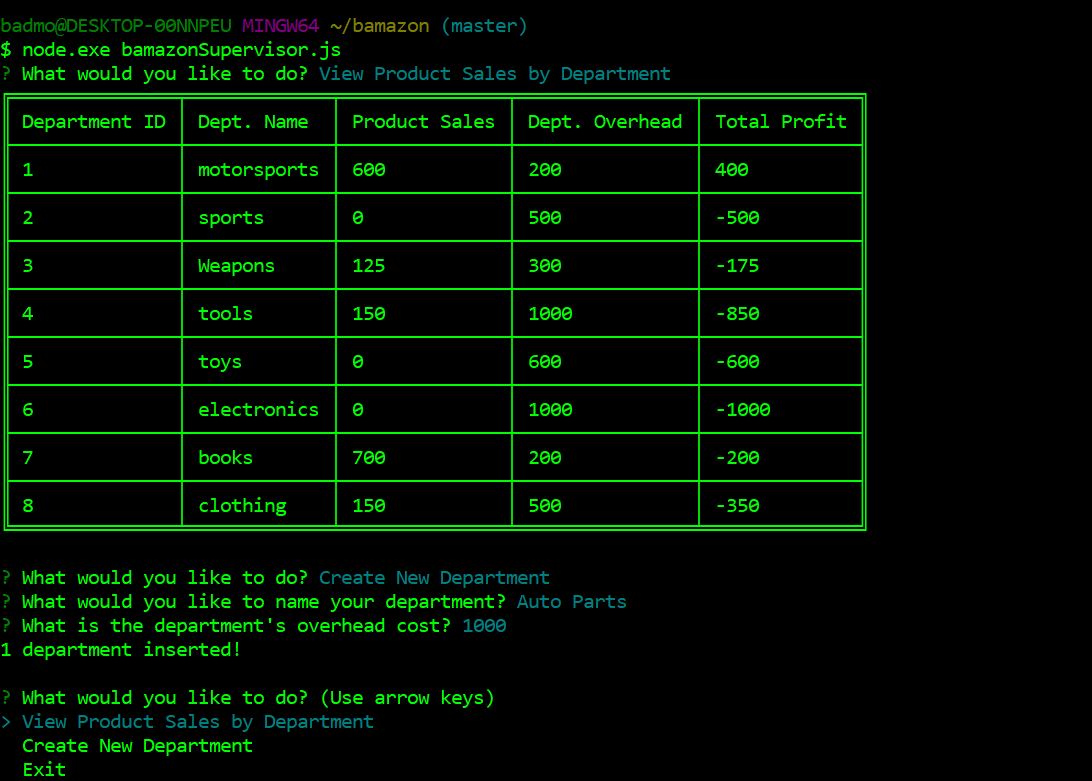 badmo@DESKTOP-00NNPEU MINGW64 ~/bamazon (master)
$ node.exe bamazonSupervisor.js
? What would you like to do? View Product Sales by Department
Department ID Dept. Name Product Sales Dept. Overhead Total Profit
1 motorsports 600 200 400
2 sports 0 500 -500
3 Weapons 125 300 -175
4 tools 150 1000 -850
5 toys 0 600 -600
6 electronics 0 1000 -1000
7 books 700 200 -200
8 clothing 150 500 -350
? What would you like to do? Create New Department
? What would you like to name your department? Auto Parts
? What is the department's overhead cost? 1000
1 department inserted!
? What would you like to do? (Use arrow keys)
> View Product Sales by Department
Create New Department
Exit